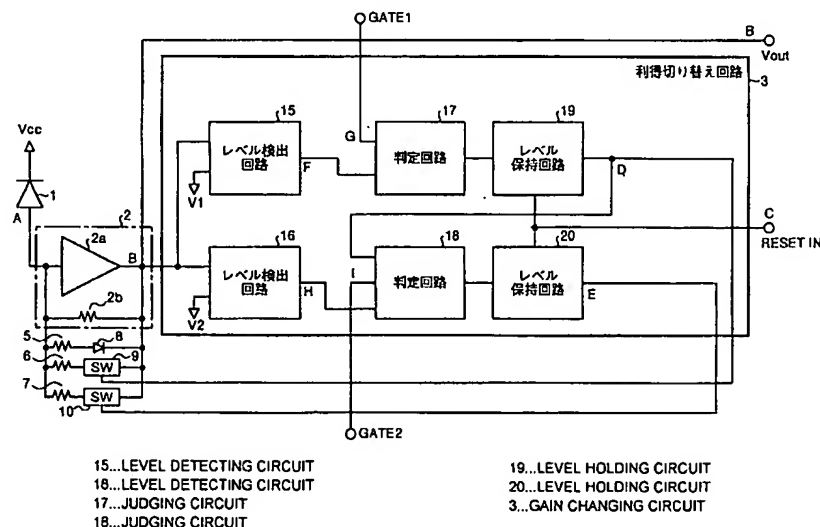 GATE1
B
Vout
利得切り替え回路
3
15
17
19
Vcc
レベル検出
回路
G
判定回路
レベル
保持回路
F
D
1
V1
A
2
2a
16
18
20
C
B
RESET IN
レベル検出
回路
I
判定回路
レベル
保持回路
H
E
2b
V2
5
8
6
SW
9
7
SW
10
GATE2
15...LEVEL DETECTING CIRCUIT
18...LEVEL DETECTING CIRCUIT
17...JUDGING CIRCUIT
18...JUDGING CIRCUIT
19...LEVEL HOLDING CIRCUIT
20...LEVEL HOLDING CIRCUIT
3...GAIN CHANGING CIRCUIT